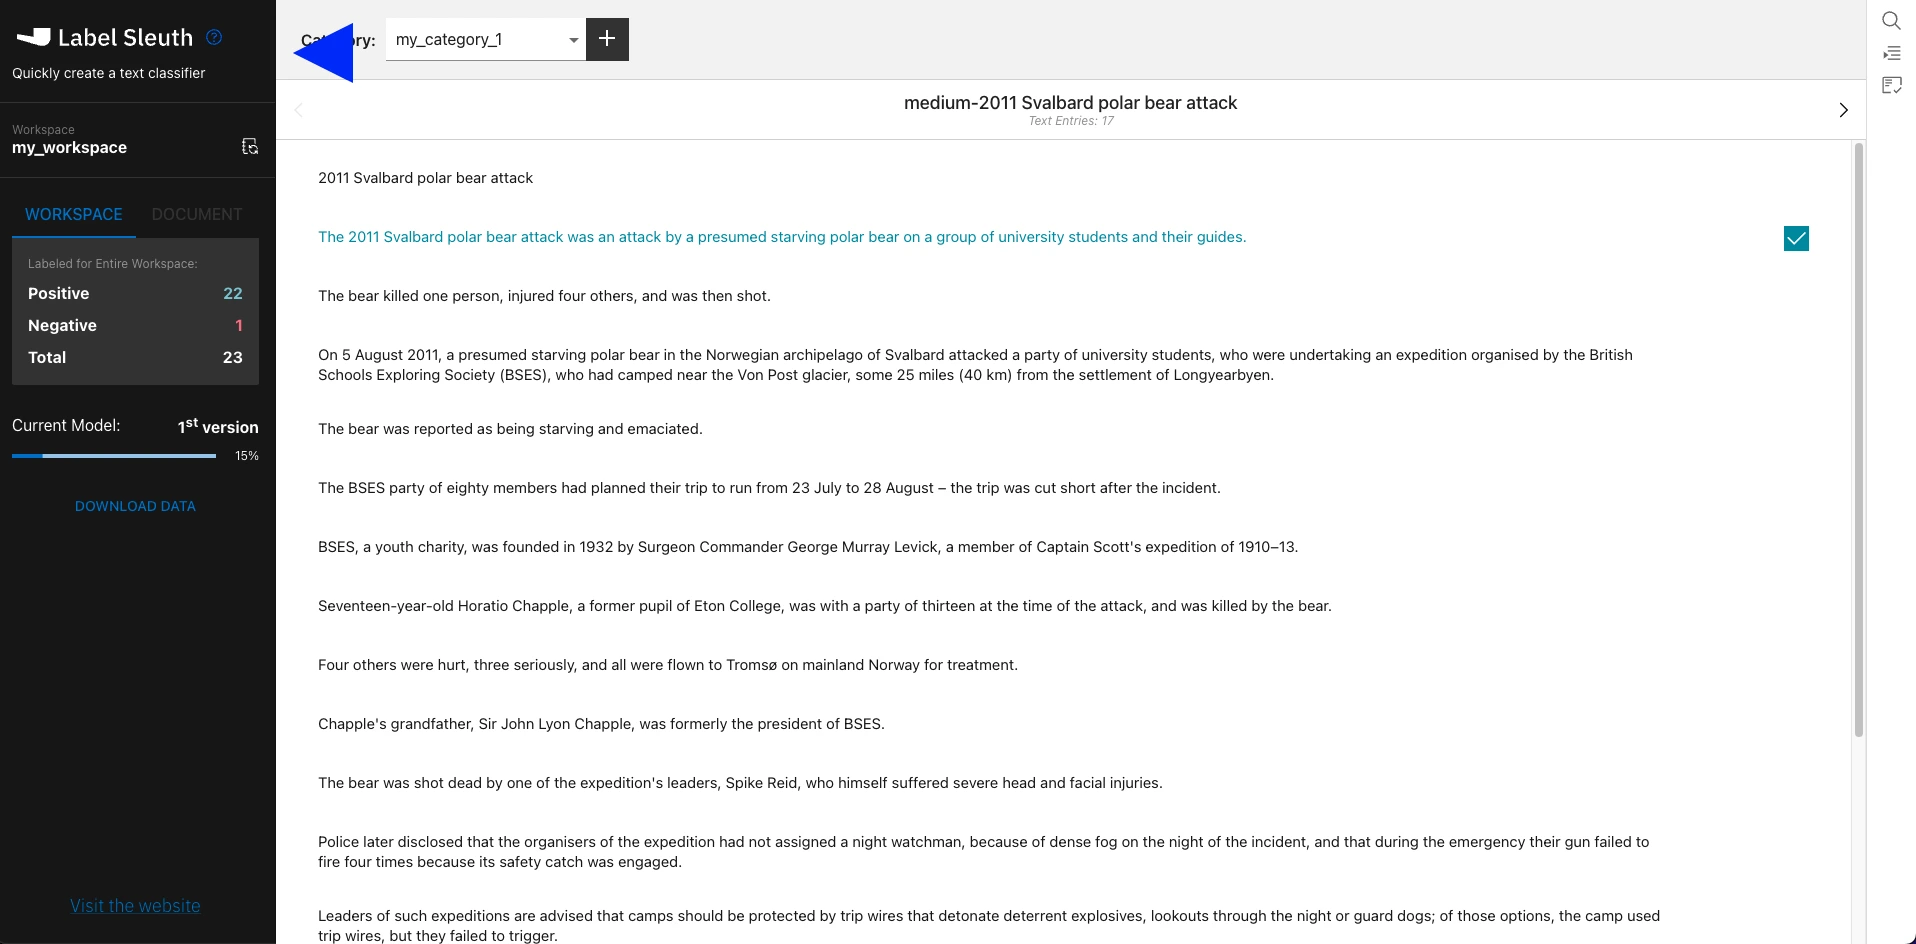 Label Sleuth
Quickly create a text classifier
Workspace
my_workspace
WORKSPACE DOCUMENT
Labeled for Entire Workspace:
Positive 22
Negative 1
Total 23
Current Model: 1st version
15%
DOWNLOAD DATA
Visit the website
my_category_1
medium-2011 Svalbard polar bear attack
Text Entries: 17
2011 Svalbard polar bear attack
The 2011 Svalbard polar bear attack was an attack by a presumed starving polar bear on a group of university students and their guides.
The bear killed one person, injured four others, and was then shot.
On 5 August 2011, a presumed starving polar bear in the Norwegian archipelago of Svalbard attacked a party of university students, who were undertaking an expedition organised by the British
Schools Exploring Society (BSES), who had camped near the Von Post glacier, some 25 miles (40 km) from the settlement of Longyearbyen.
The bear was reported as being starving and emaciated.
The BSES party of eighty members had planned their trip to run from 23 July to 28 August – the trip was cut short after the incident.
BSES, a youth charity, was founded in 1932 by Surgeon Commander George Murray Levick, a member of Captain Scott's expedition of 1910–13.
Seventeen-year-old Horatio Chapple, a former pupil of Eton College, was with a party of thirteen at the time of the attack, and was killed by the bear.
Four others were hurt, three seriously, and all were flown to Tromsø on mainland Norway for treatment.
Chapple's grandfather, Sir John Lyon Chapple, was formerly the president of BSES.
The bear was shot dead by one of the expedition's leaders, Spike Reid, who himself suffered severe head and facial injuries.
Police later disclosed that the organisers of the expedition had not assigned a night watchman, because of dense fog on the night of the incident, and that during the emergency their gun failed to
fire four times because its safety catch was engaged.
Leaders of such expeditions are advised that camps should be protected by trip wires that detonate deterrent explosives, lookouts through the night or guard dogs; of those options, the camp used
trip wires, but they failed to trigger.